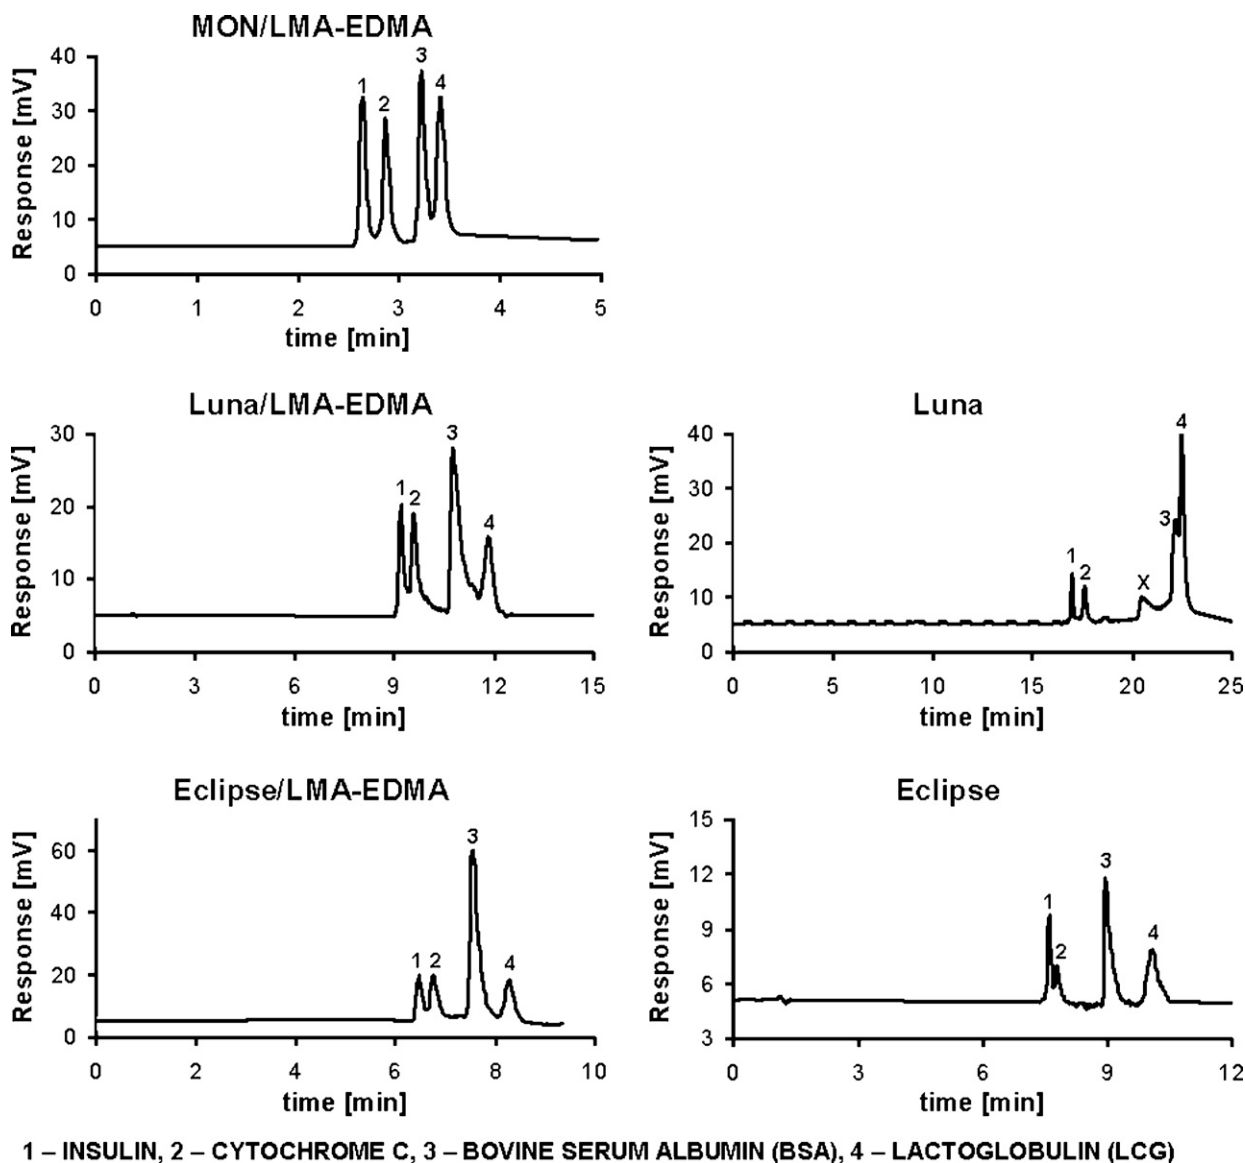 MON/LMA-EDMA
Response [mV]
40
30
20
10
0
1
2
3
4
0 1 2 3 4 5
time [min]
Luna/LMA-EDMA
Response [mV]
30
20
10
0
1
2
3
4
0 3 6 9 12 15
time [min]
Luna
Response [mV]
40
30
20
10
0
1
2
X
3
4
0 5 10 15 20 25
time [min]
Eclipse/LMA-EDMA
Response [mV]
60
40
20
0
1
2
3
4
0 2 4 6 8 10
time [min]
Eclipse
Response [mV]
15
12
9
6
3
1
2
3
4
0 3 6 9 12
time [min]
1 – INSULIN, 2 – CYTOCHROME C, 3 – BOVINE SERUM ALBUMIN (BSA), 4 – LACTOGLOBULIN (LCG)